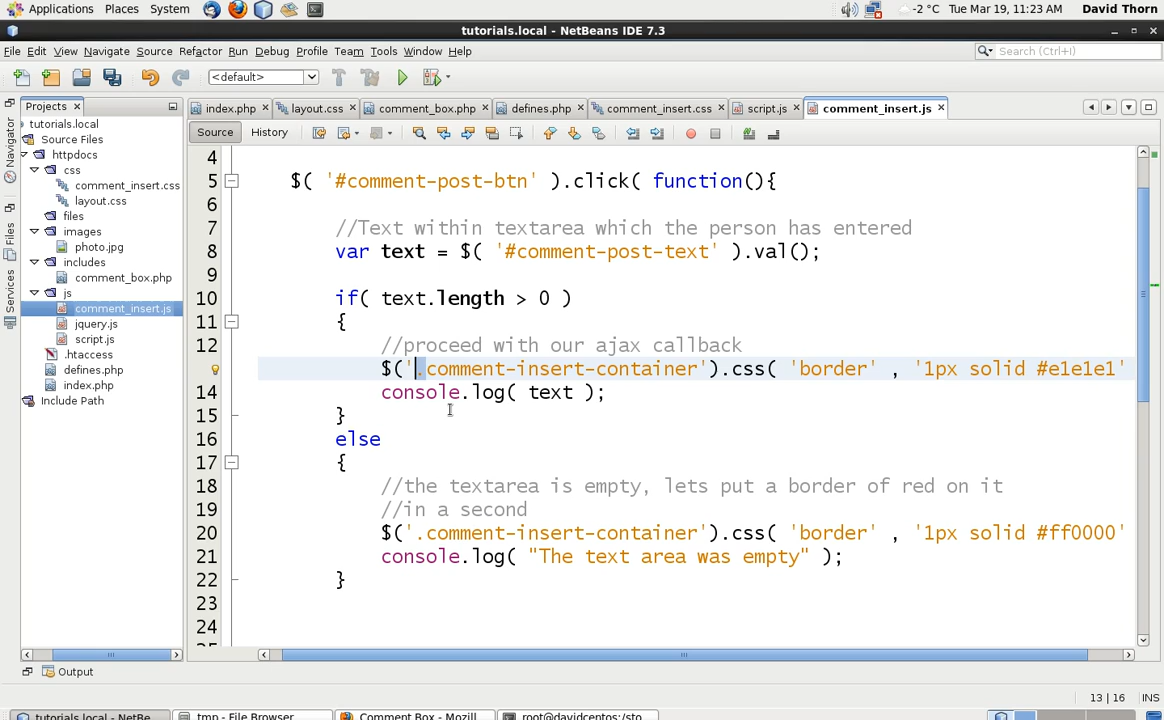 Applications Places System -2 °C Tue Mar 19, 11:23 AM David Thorn
tutorials.local - NetBeans IDE 7.3
File Edit View Navigate Source Refactor Run Debug Profile Team Tools Window Help Search (Ctrl+I)
<default>
Projects index.php layout.css comment_box.php defines.php comment_insert.css script.js comment_insert.js
Navigator
Files
Services
tutorials.local
Source Files
httpdocs
css
comment_insert.css
layout.css
files
images
photo.jpg
includes
comment_box.php
js
comment_insert.js
jquery.js
script.js
.htaccess
defines.php
index.php
Include Path
Source History
4
5 $( '#comment-post-btn' ).click( function(){
6
7 //Text within textarea which the person has entered
8 var text = $( '#comment-post-text' ).val();
9
10 if( text.length > 0 )
11 {
12 //proceed with our ajax callback
$('.comment-insert-container').css( 'border' , '1px solid #e1e1e1'
14 console.log( text );
15 }
16 else
17 {
18 //the textarea is empty, lets put a border of red on it
19 //in a second
20 $('.comment-insert-container').css( 'border' , '1px solid #ff0000'
21 console.log( "The text area was empty" );
22 }
23
24
Output
13 | 16 INS
tutorials.local - NetBe... tmp - File Browser Comment Box - Mozill... root@davidcentos:/sto...